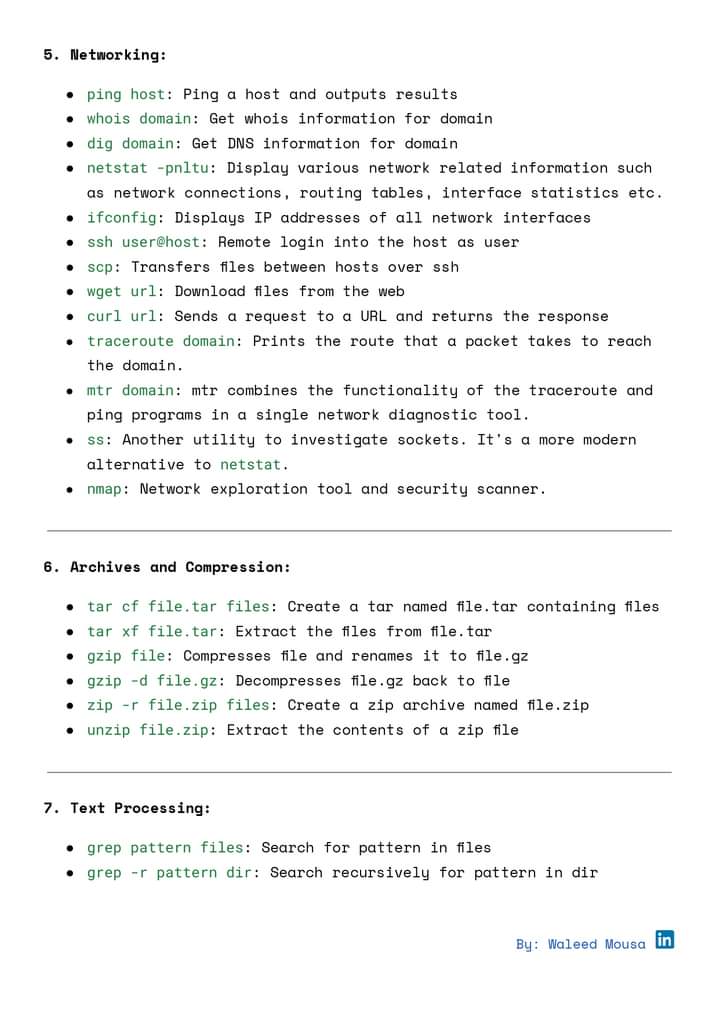 5. Networking:
● ping host: Ping a host and outputs results
● whois domain: Get whois information for domain
● dig domain: Get DNS information for domain
● netstat -pnltu: Display various network related information such
as network connections, routing tables, interface statistics etc.
● ifconfig: Displays IP addresses of all network interfaces
● ssh user@host: Remote login into the host as user
● scp: Transfers files between hosts over ssh
● wget url: Download files from the web
● curl url: Sends a request to a URL and returns the response
● traceroute domain: Prints the route that a packet takes to reach
the domain.
● mtr domain: mtr combines the functionality of the traceroute and
ping programs in a single network diagnostic tool.
● ss: Another utility to investigate sockets. It's a more modern
alternative to netstat.
● nmap: Network exploration tool and security scanner.
6. Archives and Compression:
● tar cf file.tar files: Create a tar named file.tar containing files
● tar xf file.tar: Extract the files from file.tar
● gzip file: Compresses file and renames it to file.gz
● gzip -d file.gz: Decompresses file.gz back to file
● zip -r file.zip files: Create a zip archive named file.zip
● unzip file.zip: Extract the contents of a zip file
7. Text Processing:
● grep pattern files: Search for pattern in files
● grep -r pattern dir: Search recursively for pattern in dir
By: Waleed Mousa in